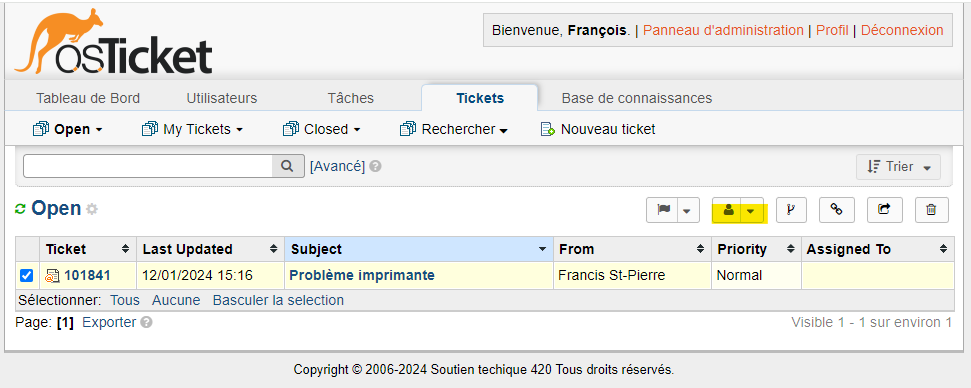 osTicket
Bienvenue, François. | Panneau d'administration | Profil | Déconnexion
Tableau de Bord Utilisateurs Tâches Tickets Base de connaissances
Open My Tickets Closed Rechercher Nouveau ticket
[Avancé] Trier
Open
Ticket Last Updated Subject From Priority Assigned To
101841 12/01/2024 15:16 Problème imprimante Francis St-Pierre Normal
Sélectionner: Tous Aucune Basculer la selection
Page: [1] Exporter Visible 1 - 1 sur environ 1
Copyright © 2006-2024 Soutien techique 420 Tous droits réservés.